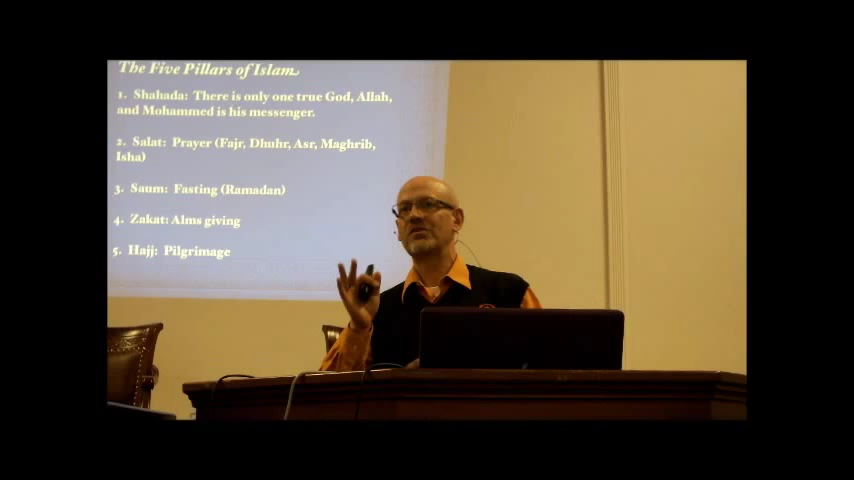 The Five Pillars of Islam
1. Shahada: There is only one true God, Allah,
and Mohammed is his messenger.
2. Salat: Prayer (Fajr, Dhuhr, Asr, Maghrib,
Isha)
3. Saum: Fasting (Ramadan)
4. Zakat: Alms giving
5. Hajj: Pilgrimage